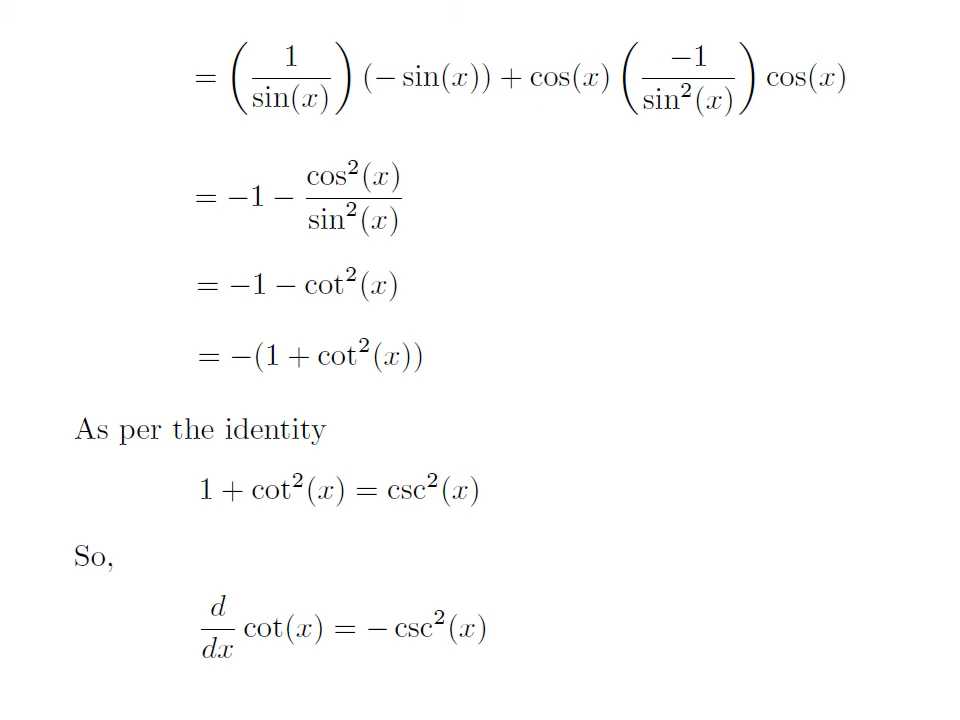 = (1/sin(x)) (− sin(x)) + cos(x) (−1/sin²(x)) cos(x)
= −1 − cos²(x)/sin²(x)
= −1 − cot²(x)
= −(1 + cot²(x))
As per the identity
1 + cot²(x) = csc²(x)
So,
d/dx cot(x) = − csc²(x)